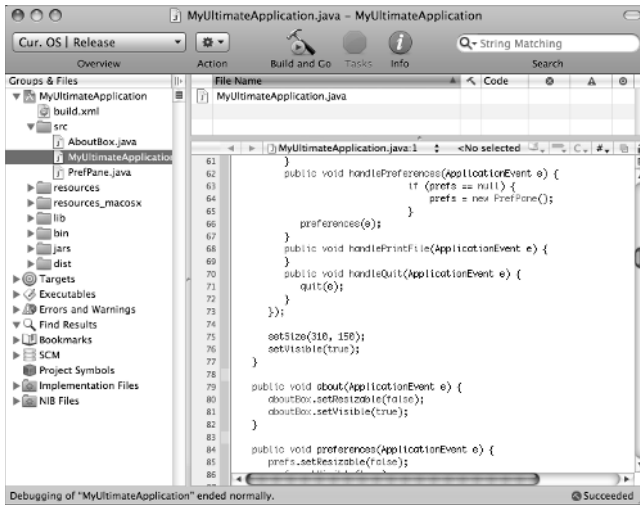 MyUltimateApplication.java – MyUltimateApplication
Cur. OS | Release
Overview
Action
Build and Go
Tasks
Info
String Matching
Search
Groups & Files
MyUltimateApplication
build.xml
src
AboutBox.java
MyUltimateApplication
PrefPane.java
resources
resources_macosx
lib
bin
jars
dist
Targets
Executables
Errors and Warnings
Find Results
Bookmarks
SCM
Project Symbols
Implementation Files
NIB Files
File Name
Code
MyUltimateApplication.java
MyUltimateApplication.java:1
<No selected
C
#
61 }
62 public void handlePreferences(ApplicationEvent e) {
63 if (prefs == null) {
64 prefs = new PrefPane();
65 }
66 preferences(e);
67 }
68 public void handlePrintFile(ApplicationEvent e) {
69 }
70 public void handleQuit(ApplicationEvent e) {
71 quit(e);
72 }
73 });
74
75 setSize(310, 150);
76 setVisible(true);
77 }
78
79 public void about(ApplicationEvent e) {
80 aboutBox.setResizable(false);
81 aboutBox.setVisible(true);
82 }
83
84 public void preferences(ApplicationEvent e) {
85 prefs.setResizable(false);
86
Debugging of "MyUltimateApplication" ended normally.
Succeeded